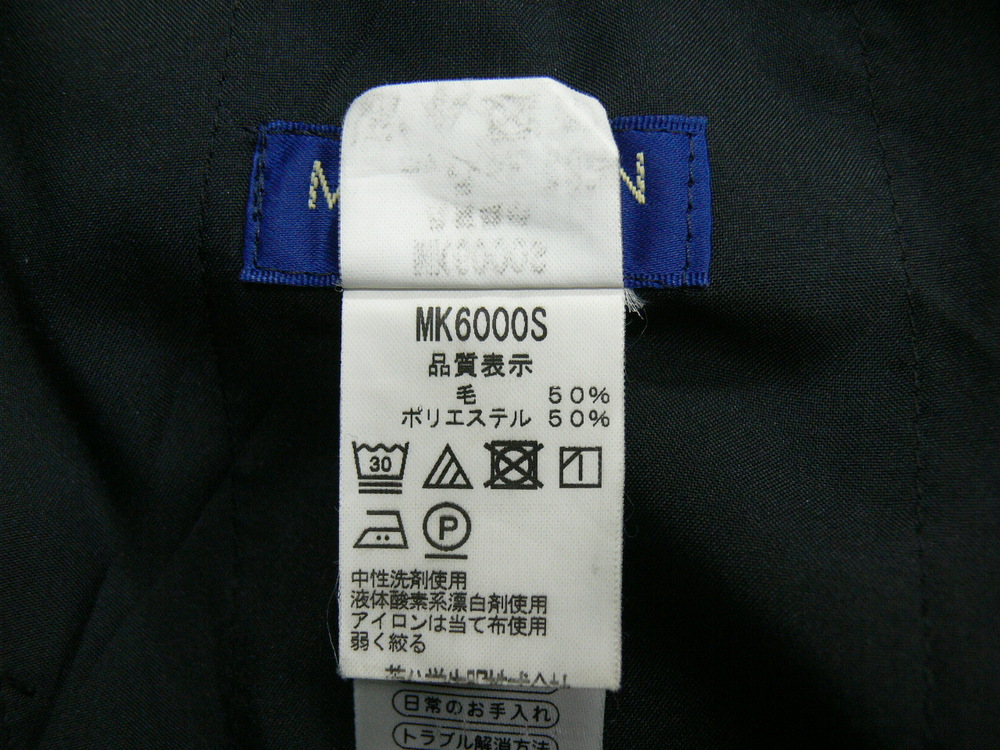 MK6000S
品質表示
毛 50%
ポリエステル 50%
30
P
中性洗剤使用
液体酸素系漂白剤使用
アイロンは当て布使用
弱く絞る
日常のお手入れ
トラブル解消方法